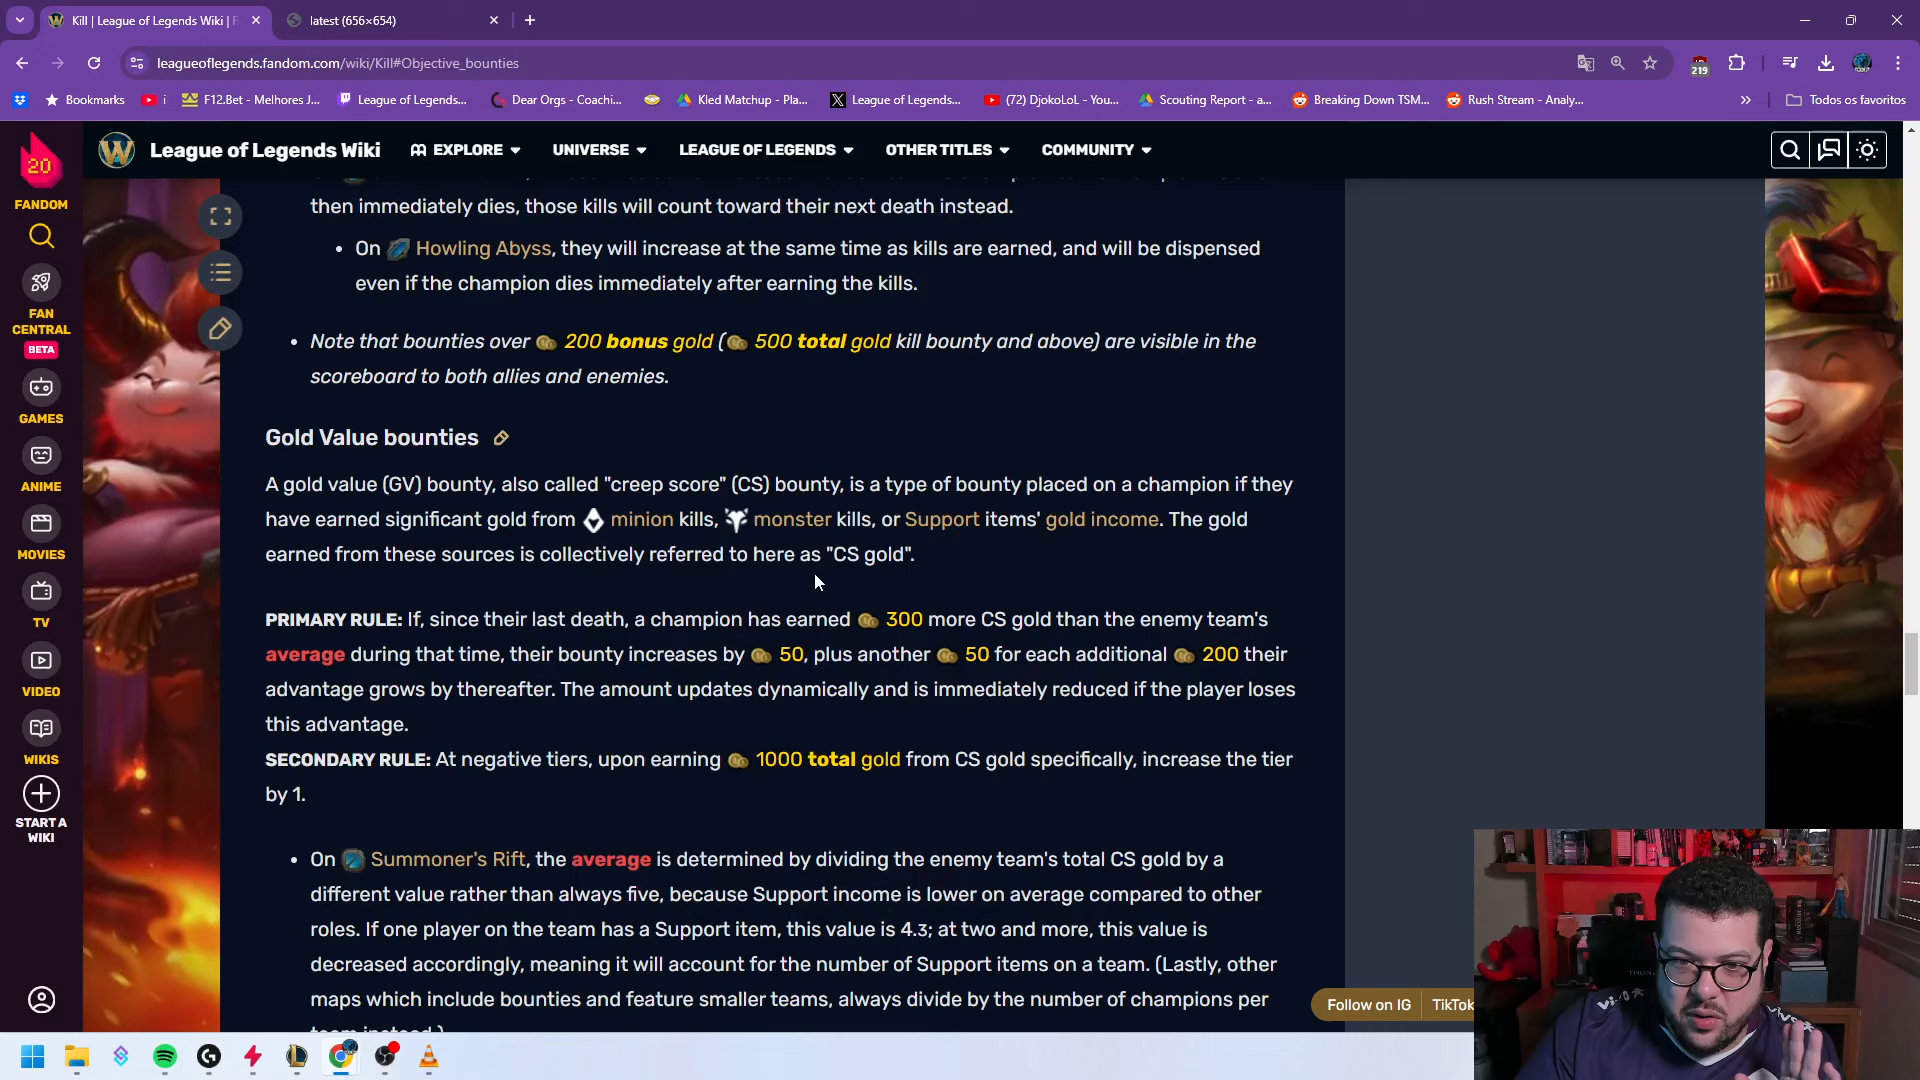 Kill | League of Legends Wiki |
latest (656×654)
leagueoflegends.fandom.com/wiki/Kill#Objective_bounties
219
Bookmarks
i
F12.Bet - Melhores J...
League of Legends...
Dear Orgs - Coachi...
Kled Matchup - Pla...
League of Legends...
(72) DjokoLoL - You...
Scouting Report - a...
Breaking Down TSM...
Rush Stream - Analy...
Todos os favoritos
20
FANDOM
FAN CENTRAL
BETA
GAMES
ANIME
MOVIES
TV
VIDEO
WIKIS
START A WIKI
League of Legends Wiki
EXPLORE
UNIVERSE
LEAGUE OF LEGENDS
OTHER TITLES
COMMUNITY
then immediately dies, those kills will count toward their next death instead.
• On Howling Abyss, they will increase at the same time as kills are earned, and will be dispensed
even if the champion dies immediately after earning the kills.
• Note that bounties over 200 bonus gold ( 500 total gold kill bounty and above) are visible in the
scoreboard to both allies and enemies.
Gold Value bounties
A gold value (GV) bounty, also called "creep score" (CS) bounty, is a type of bounty placed on a champion if they
have earned significant gold from minion kills, monster kills, or Support items' gold income. The gold
earned from these sources is collectively referred to here as "CS gold".
PRIMARY RULE: If, since their last death, a champion has earned 300 more CS gold than the enemy team's
average during that time, their bounty increases by 50, plus another 50 for each additional 200 their
advantage grows by thereafter. The amount updates dynamically and is immediately reduced if the player loses
this advantage.
SECONDARY RULE: At negative tiers, upon earning 1000 total gold from CS gold specifically, increase the tier
by 1.
• On Summoner's Rift, the average is determined by dividing the enemy team's total CS gold by a
different value rather than always five, because Support income is lower on average compared to other
roles. If one player on the team has a Support item, this value is 4.3; at two and more, this value is
decreased accordingly, meaning it will account for the number of Support items on a team. (Lastly, other
maps which include bounties and feature smaller teams, always divide by the number of champions per
team instead.)
Follow on IG
TikTok